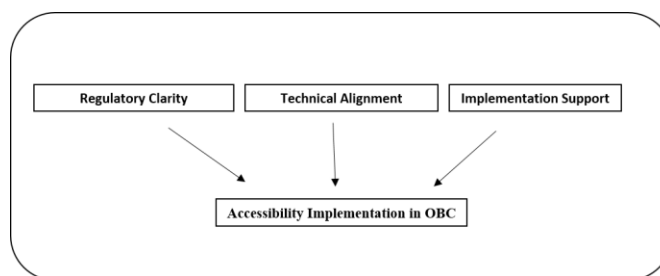 Regulatory Clarity
Technical Alignment
Implementation Support
Accessibility Implementation in OBC